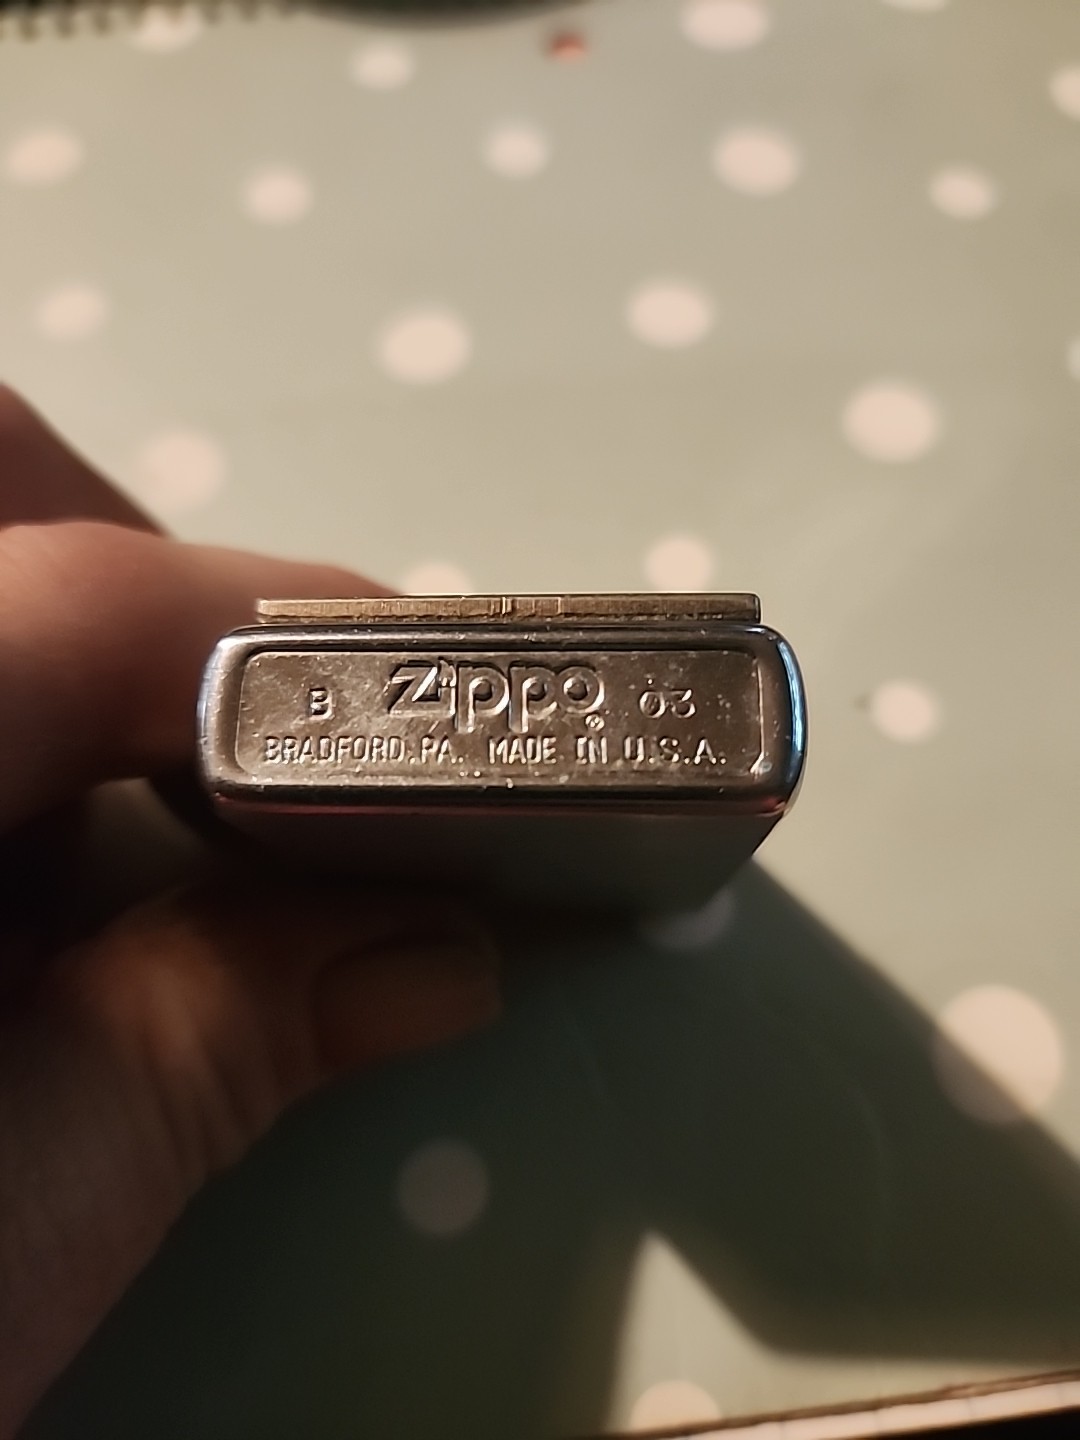 B Zippo® 03
BRADFORD, PA. MADE IN U.S.A.